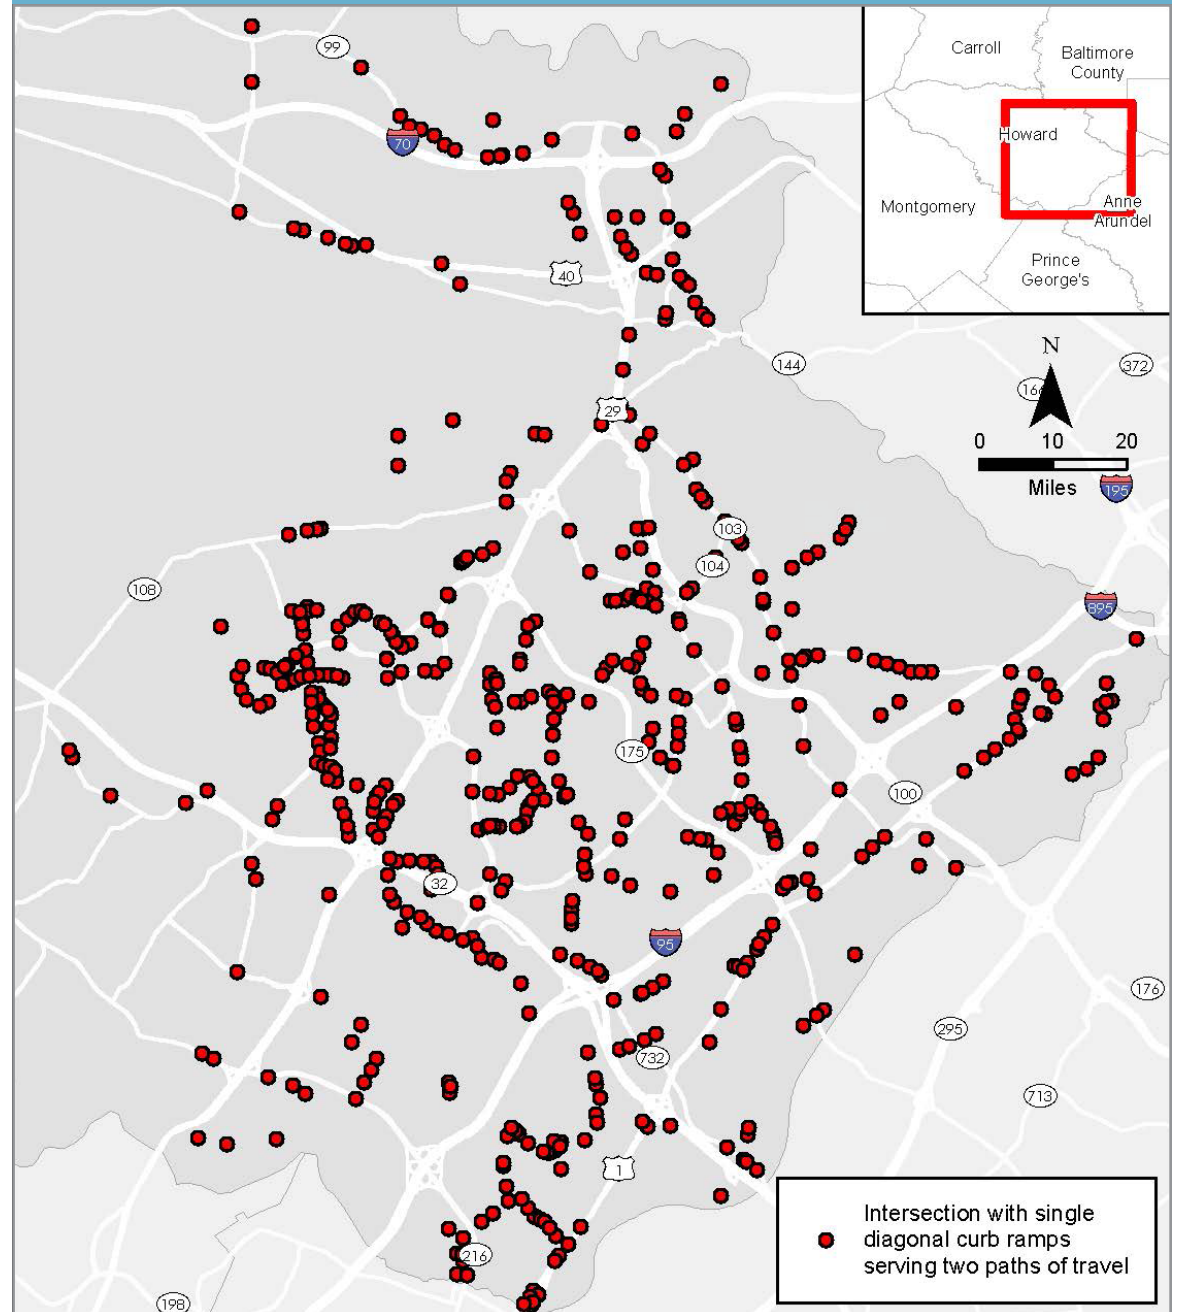 99
Carroll
Baltimore
County
70
Howard
Montgomery
Anne
Arundel
40
Prince
George's
N
144
372
29
0 10 20
Miles
195
103
104
108
895
175
100
32
95
176
295
732
713
1
Intersection with single
diagonal curb ramps
serving two paths of travel
216
198